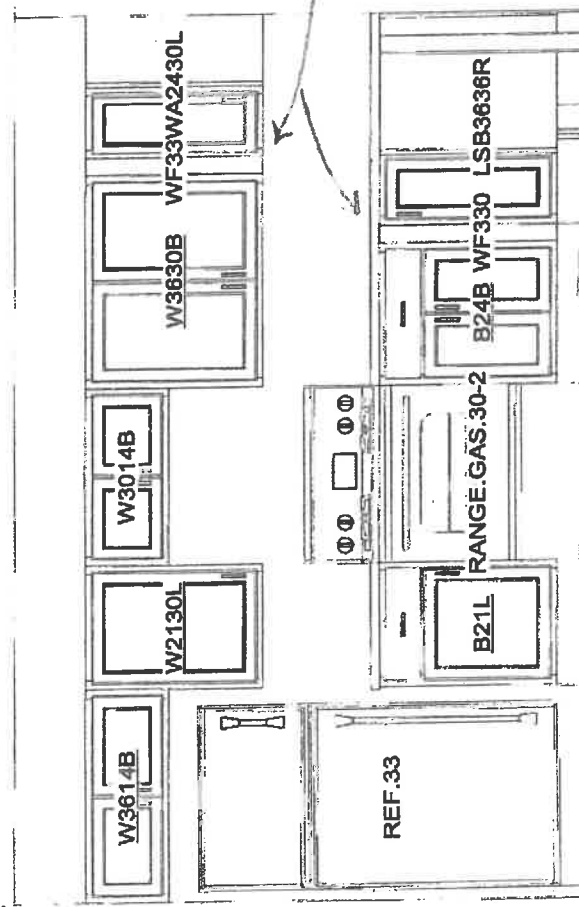 W3614B
W2130L
W3014B
W3630B
WF33WA2430L
REF.33
B21L
RANGE.GAS.30-2
B24B
WF330
LSB3636R